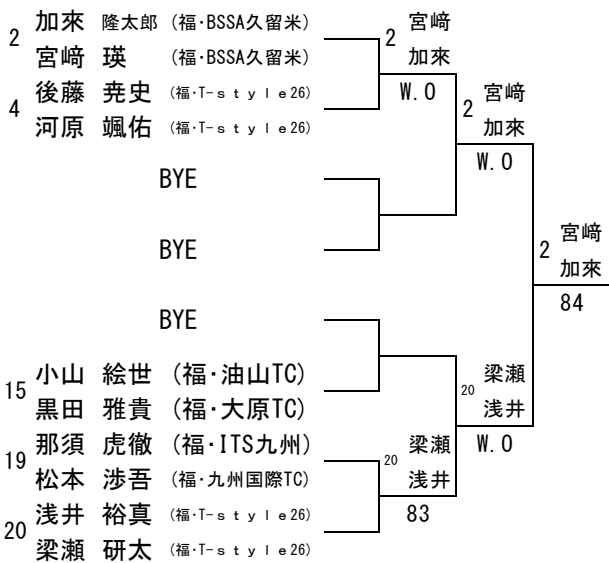 2 加來 隆太郎 (福・BSSA久留米)
宮﨑 瑛 (福・BSSA久留米)
4 後藤 尭史 (福・T-style26)
河原 颯佑 (福・T-style26)
BYE
BYE
BYE
15 小山 絵世 (福・油山TC)
黒田 雅貴 (福・大原TC)
19 那須 虎徹 (福・ITS九州)
松本 渉吾 (福・九州国際TC)
20 浅井 裕真 (福・T-style26)
梁瀬 研太 (福・T-style26)
2 宮﨑
加來
W.O
20 梁瀬
浅井
83
2 宮﨑
加來
W.O
20 梁瀬
浅井
W.O
2 宮﨑
加來
84